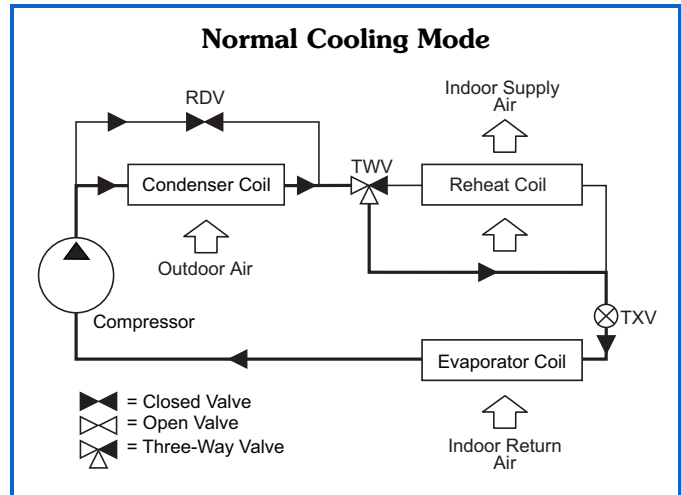 Normal Cooling Mode
RDV
Indoor Supply
Air
TWV
Condenser Coil
Reheat Coil
Outdoor Air
Compressor
TXV
Evaporator Coil
= Closed Valve
= Open Valve
= Three-Way Valve
Indoor Return
Air